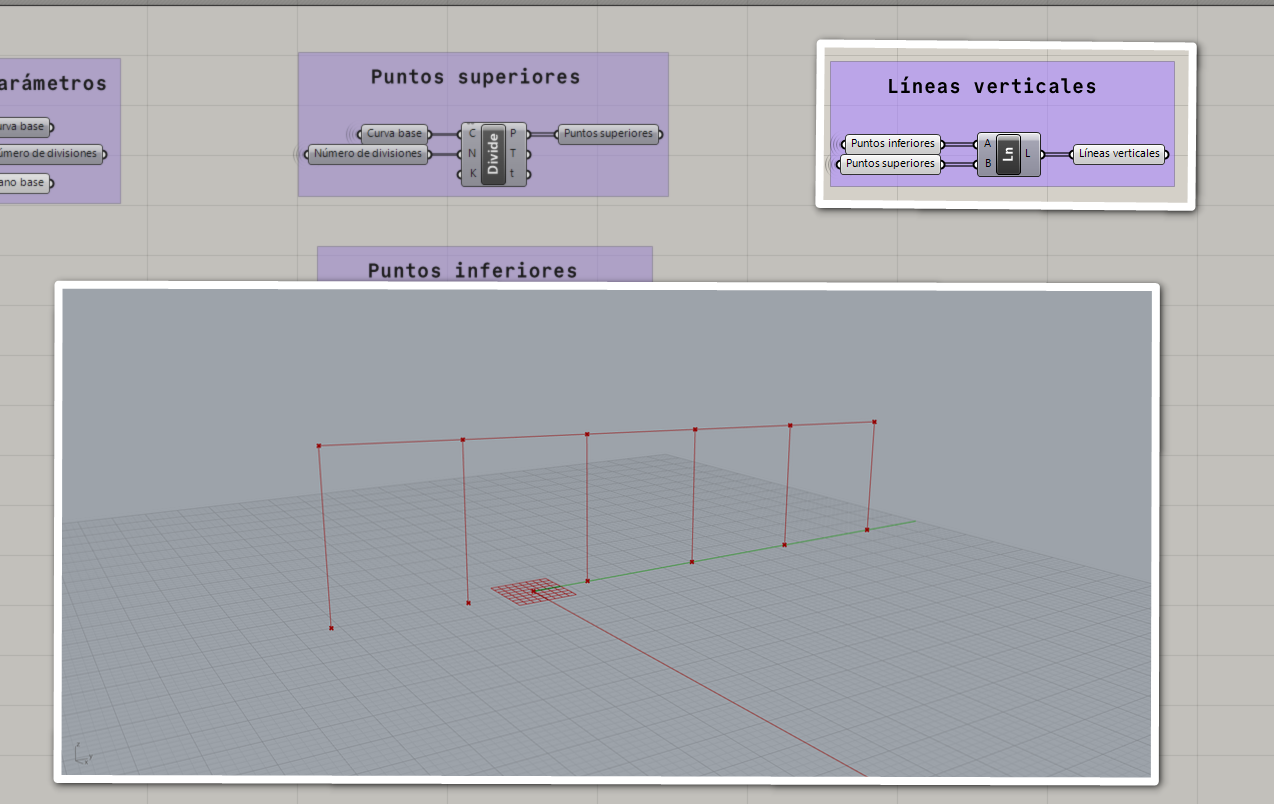 arámetros
urva base
úmero de divisiones
ano base
Puntos superiores
Curva base
Número de divisiones
C
N
K
Divide
P
T
t
Puntos superiores
Líneas verticales
Puntos inferiores
Puntos superiores
A
B
Ln
L
Líneas verticales
Puntos inferiores
z
y
x